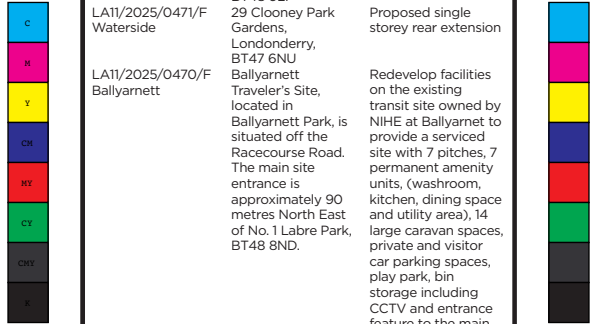 C
M
Y
CM
MY
CY
CMY
K
LA11/2025/0471/F
Waterside
29 Clooney Park
Gardens,
Londonderry,
BT47 6NU
Proposed single
storey rear extension
LA11/2025/0470/F
Ballyarnett
Ballyarnett
Traveler's Site,
located in
Ballyarnett Park, is
situated off the
Racecourse Road.
The main site
entrance is
approximately 90
metres North East
of No. 1 Labre Park,
BT48 8ND.
Redevelop facilities
on the existing
transit site owned by
NIHE at Ballyarnet to
provide a serviced
site with 7 pitches, 7
permanent amenity
units, (washroom,
kitchen, dining space
and utility area), 14
large caravan spaces,
private and visitor
car parking spaces,
play park, bin
storage including
CCTV and entrance
feature to the main